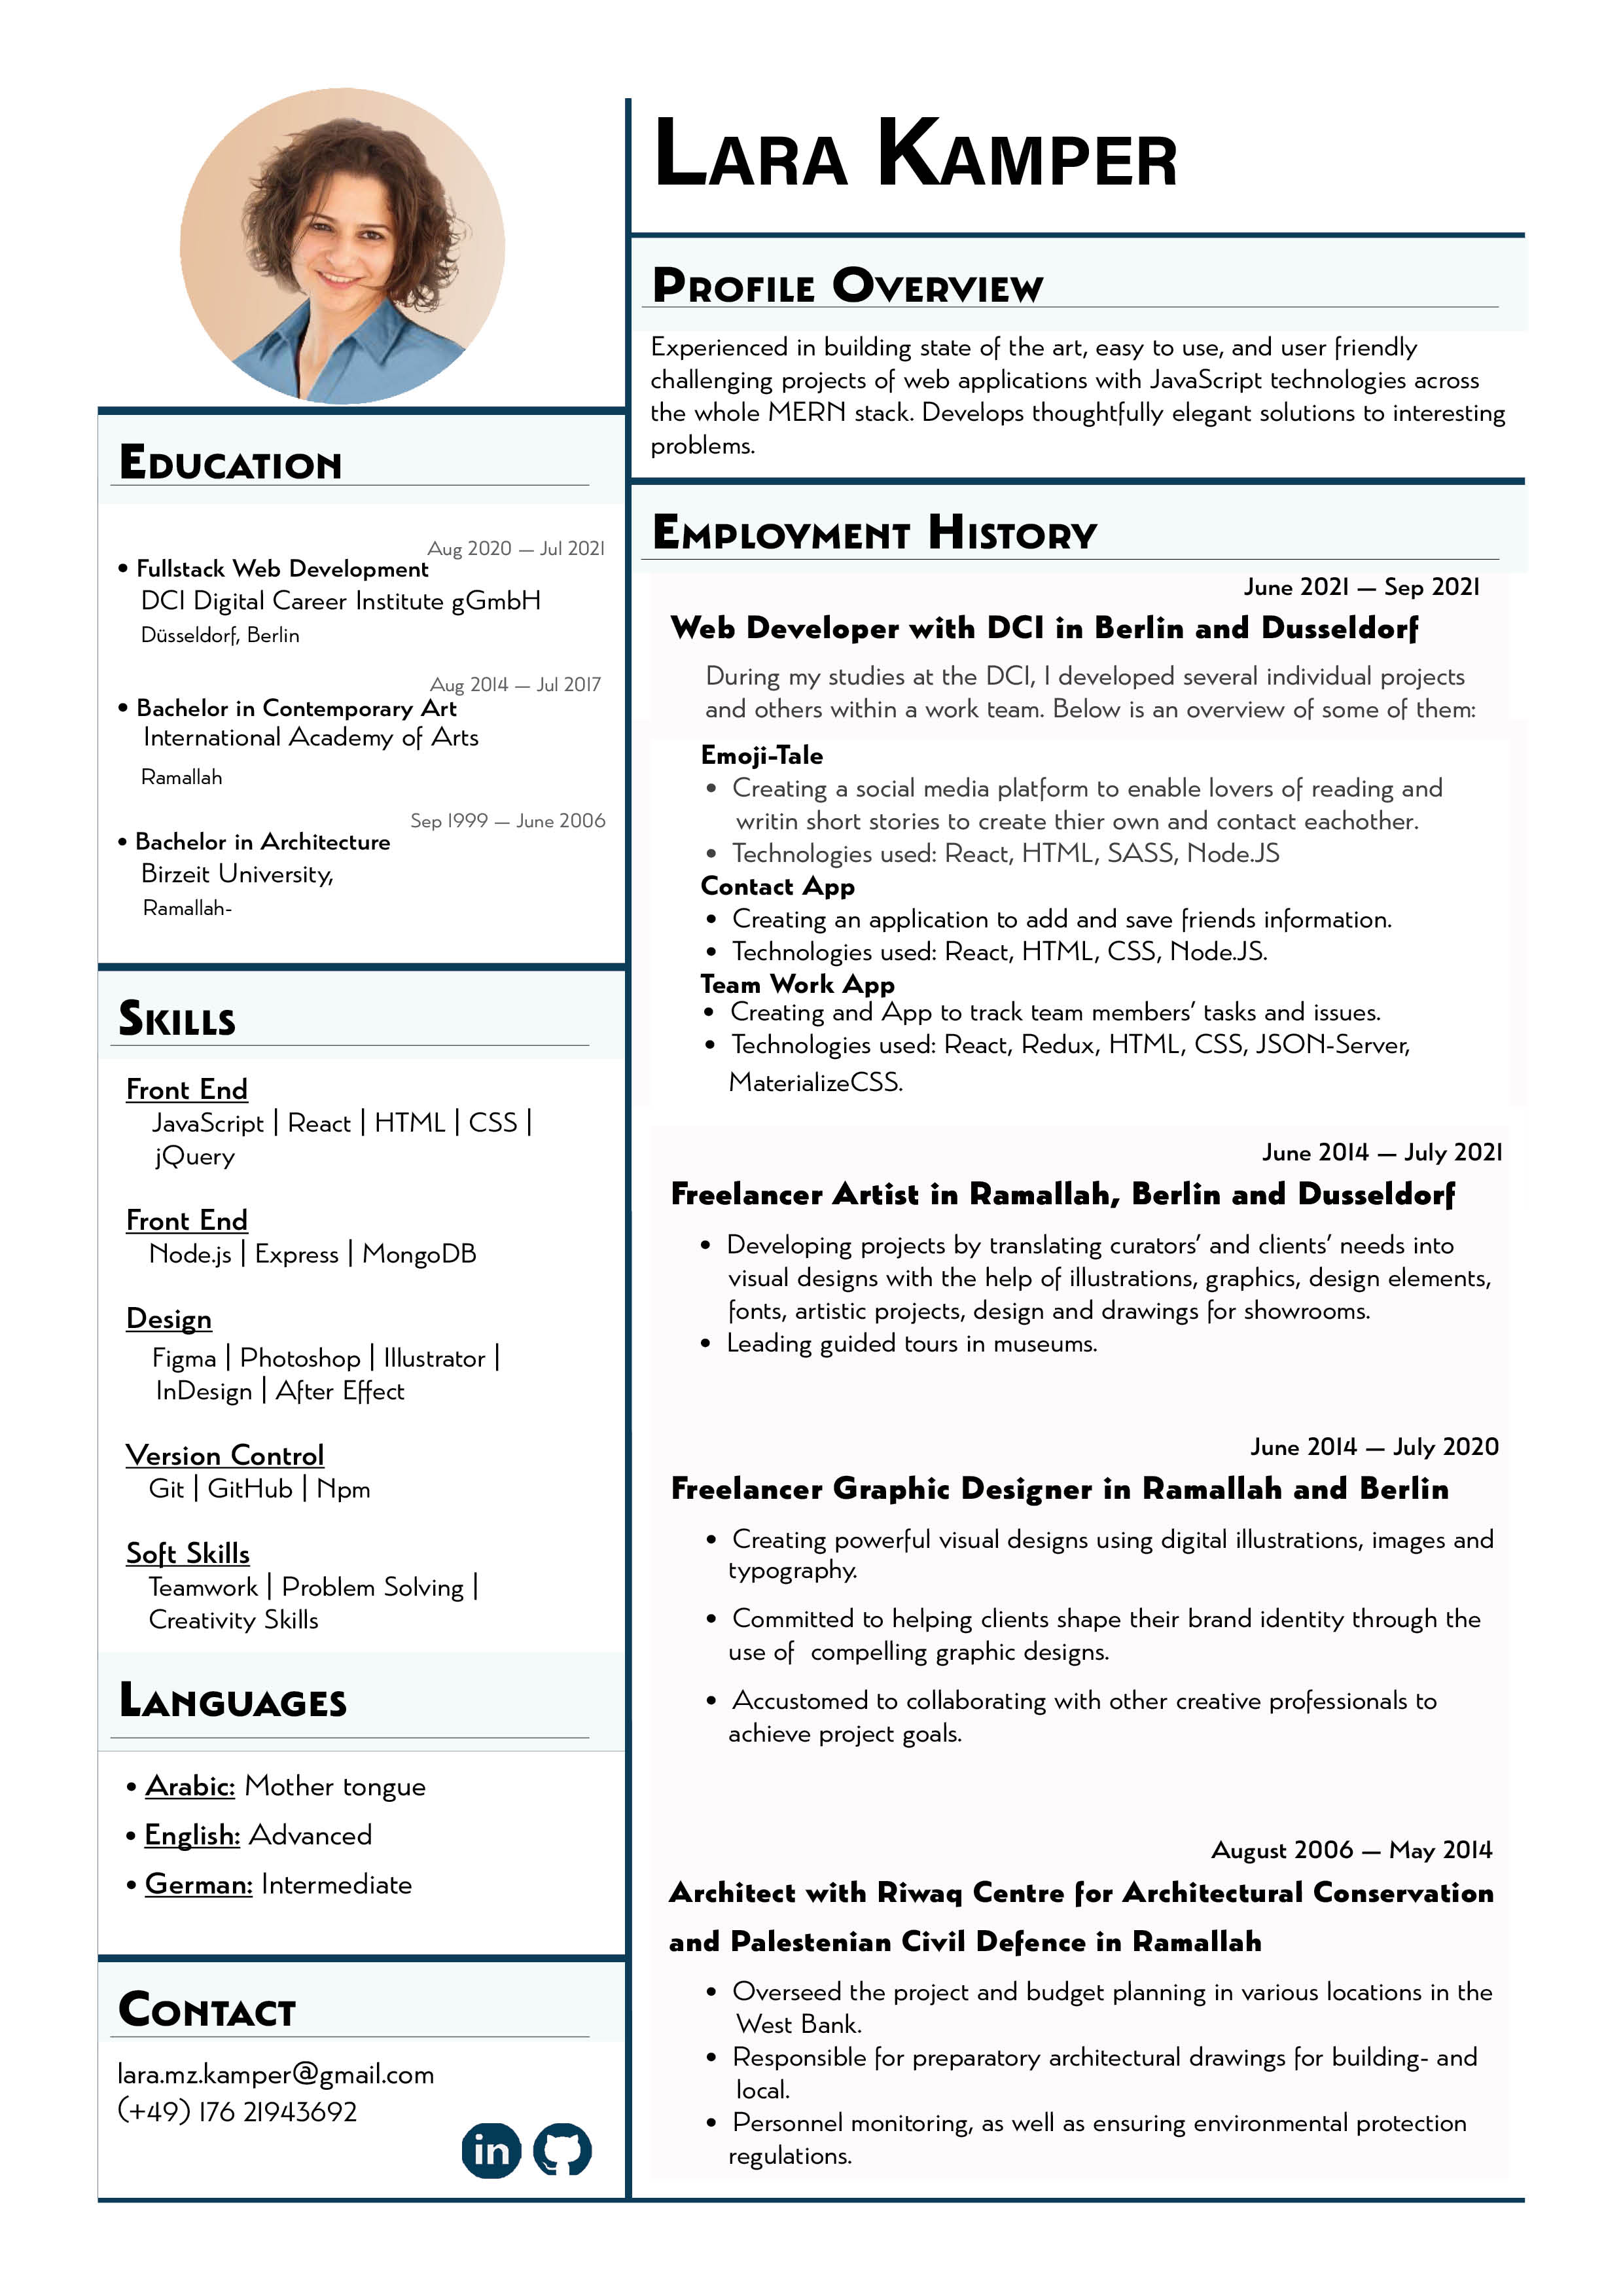 LARA KAMPER
PROFILE OVERVIEW
Experienced in building state of the art, easy to use, and user friendly
challenging projects of web applications with JavaScript technologies across
the whole MERN stack. Develops thoughtfully elegant solutions to interesting
problems.
EMPLOYMENT HISTORY
June 2021 — Sep 2021
Web Developer with DCI in Berlin and Dusseldorf
During my studies at the DCI, I developed several individual projects
and others within a work team. Below is an overview of some of them:
Emoji-Tale
• Creating a social media platform to enable lovers of reading and
writin short stories to create thier own and contact eachother.
• Technologies used: React, HTML, SASS, Node.JS
Contact App
• Creating an application to add and save friends information.
• Technologies used: React, HTML, CSS, Node.JS.
Team Work App
• Creating and App to track team members' tasks and issues.
• Technologies used: React, Redux, HTML, CSS, JSON-Server,
MaterializeCSS.
June 2014 — July 2021
Freelancer Artist in Ramallah, Berlin and Dusseldorf
• Developing projects by translating curators' and clients' needs into
visual designs with the help of illustrations, graphics, design elements,
fonts, artistic projects, design and drawings for showrooms.
• Leading guided tours in museums.
June 2014 — July 2020
Freelancer Graphic Designer in Ramallah and Berlin
• Creating powerful visual designs using digital illustrations, images and
typography.
• Committed to helping clients shape their brand identity through the
use of compelling graphic designs.
• Accustomed to collaborating with other creative professionals to
achieve project goals.
August 2006 — May 2014
Architect with Riwaq Centre for Architectural Conservation
and Palestenian Civil Defence in Ramallah
• Overseed the project and budget planning in various locations in the
West Bank.
• Responsible for preparatory architectural drawings for building- and
local.
• Personnel monitoring, as well as ensuring environmental protection
regulations.
EDUCATION
Aug 2020 — Jul 2021
• Fullstack Web Development
DCI Digital Career Institute gGmbH
Düsseldorf, Berlin
Aug 2014 — Jul 2017
• Bachelor in Contemporary Art
International Academy of Arts
Ramallah
Sep 1999 — June 2006
• Bachelor in Architecture
Birzeit University,
Ramallah-
SKILLS
Front End
JavaScript | React | HTML | CSS |
jQuery
Front End
Node.js | Express | MongoDB
Design
Figma | Photoshop | Illustrator |
InDesign | After Effect
Version Control
Git | GitHub | Npm
Soft Skills
Teamwork | Problem Solving |
Creativity Skills
LANGUAGES
• Arabic: Mother tongue
• English: Advanced
• German: Intermediate
CONTACT
lara.mz.kamper@gmail.com
(+49) 176 21943692
in